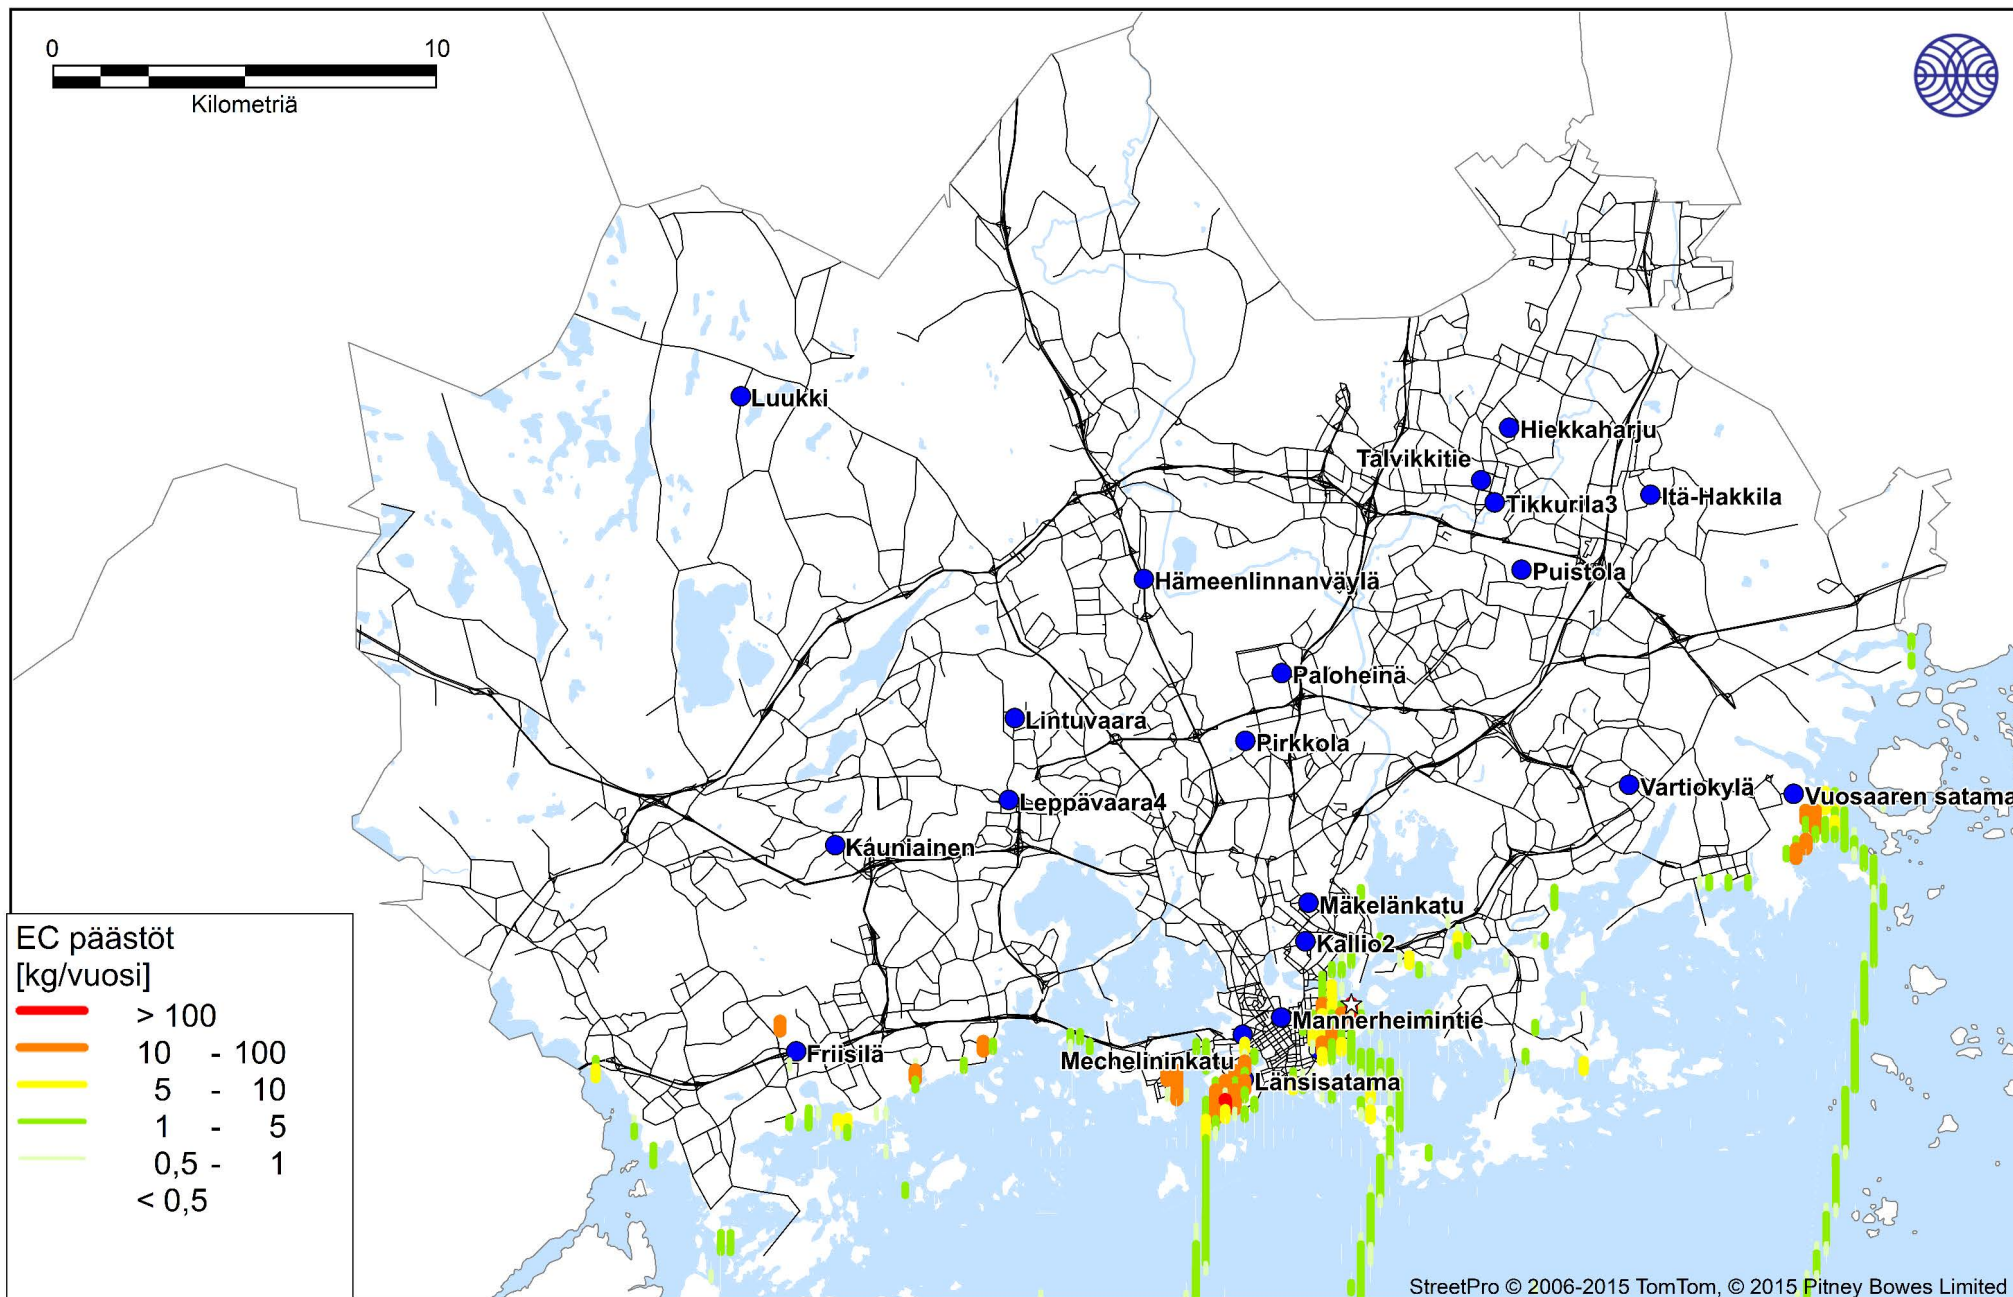 0 10
Kilometriä
Luukki
Hiekkaharju
Talvikkitie
Itä-Hakkila
Tikkurila3
Puistola
Hämeenlinnanväylä
Paloheinä
Lintuvaara
Pirkkola
Vartiokylä
Vuosaaren satama
Leppävaara4
Kauniainen
Mäkelänkatu
Kallio2
Mannerheimintie
Friisilä
Mechelininkatu
Länsisatama
EC päästöt
[kg/vuosi]
> 100
10 - 100
5 - 10
1 - 5
0,5 - 1
< 0,5
StreetPro © 2006-2015 TomTom, © 2015 Pitney Bowes Limited